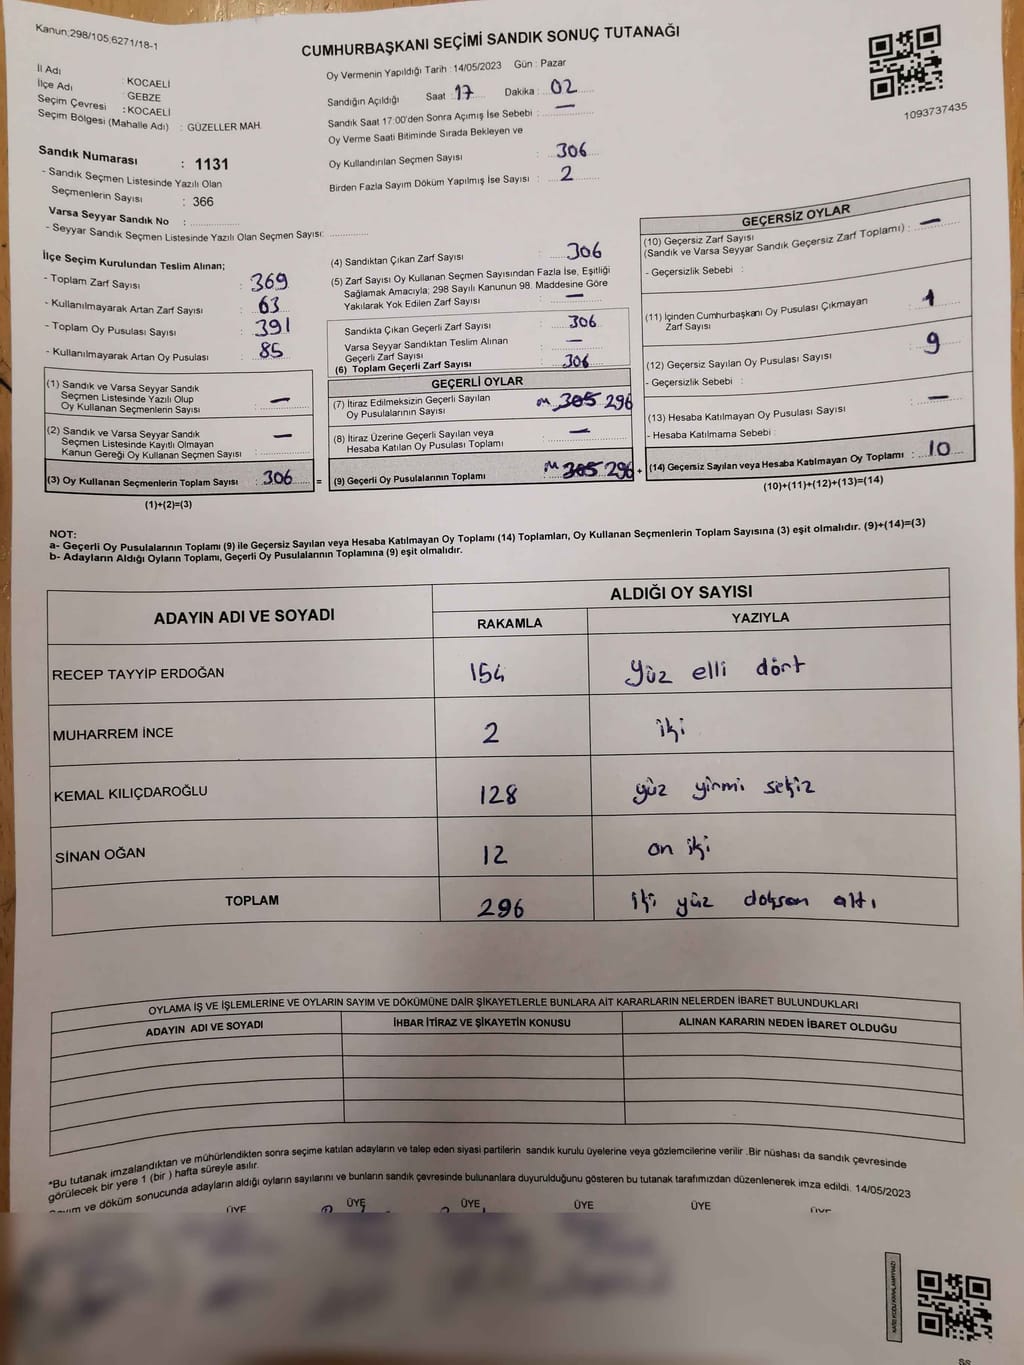 Kanun:298/105;6271/18-1
CUMHURBAŞKANI SEÇİMİ SANDIK SONUÇ TUTANAĞI
İl Adı : KOCAELİ
İlçe Adı : GEBZE
Seçim Çevresi : KOCAELİ
Seçim Bölgesi (Mahalle Adı) : GÜZELLER MAH.
Sandık Numarası : 1131
- Sandık Seçmen Listesinde Yazılı Olan
Seçmenlerin Sayısı : 366
Varsa Seyyar Sandık No :
- Seyyar Sandık Seçmen Listesinde Yazılı Olan Seçmen Sayısı:
Oy Vermenin Yapıldığı Tarih : 14/05/2023 Gün : Pazar
Sandığın Açıldığı Saat : 17 Dakika : 02
Sandık Saat 17:00'den Sonra Açımış İse Sebebi : —
Oy Verme Saati Bitiminde Sırada Bekleyen ve
Oy Kullandırılan Seçmen Sayısı : 306
Birden Fazla Sayım Döküm Yapılmış İse Sayısı : 2
1093737435
İlçe Seçim Kurulundan Teslim Alınan;
- Toplam Zarf Sayısı : 369
- Kullanılmayarak Artan Zarf Sayısı : 63
- Toplam Oy Pusulası Sayısı : 391
- Kullanılmayarak Artan Oy Pusulası : 85
(1) Sandık ve Varsa Seyyar Sandık
Seçmen Listesinde Yazılı Olup
Oy Kullanan Seçmenlerin Sayısı : —
(2) Sandık ve Varsa Seyyar Sandık
Seçmen Listesinde Kayıtlı Olmayan
Kanun Gereği Oy Kullanan Seçmen Sayısı : —
(3) Oy Kullanan Seçmenlerin Toplam Sayısı : 306 =
(1)+(2)=(3)
(4) Sandıktan Çıkan Zarf Sayısı : 306
(5) Zarf Sayısı Oy Kullanan Seçmen Sayısından Fazla İse, Eşitliği
Sağlamak Amacıyla; 298 Sayılı Kanunun 98. Maddesine Göre
Yakılarak Yok Edilen Zarf Sayısı : —
Sandıkta Çıkan Geçerli Zarf Sayısı : 306
Varsa Seyyar Sandıktan Teslim Alınan
Geçerli Zarf Sayısı : —
(6) Toplam Geçerli Zarf Sayısı : 306
GEÇERLİ OYLAR
(7) İtiraz Edilmeksizin Geçerli Sayılan
Oy Pusulalarının Sayısı 305 296
(8) İtiraz Üzerine Geçerli Sayılan veya
Hesaba Katılan Oy Pusulası Toplamı : —
(9) Geçerli Oy Pusulalarının Toplamı 305 296 +
GEÇERSİZ OYLAR
(10) Geçersiz Zarf Sayısı
(Sandık ve Varsa Seyyar Sandık Geçersiz Zarf Toplamı) : —
- Geçersizlik Sebebi :
(11) İçinden Cumhurbaşkanı Oy Pusulası Çıkmayan
Zarf Sayısı : 1
(12) Geçersiz Sayılan Oy Pusulası Sayısı : 9
- Geçersizlik Sebebi :
(13) Hesaba Katılmayan Oy Pusulası Sayısı : —
- Hesaba Katılmama Sebebi :
(14) Geçersiz Sayılan veya Hesaba Katılmayan Oy Toplamı : 10
(10)+(11)+(12)+(13)=(14)
NOT:
a- Geçerli Oy Pusulalarının Toplamı (9) ile Geçersiz Sayılan veya Hesaba Katılmayan Oy Toplamı (14) Toplamları, Oy Kullanan Seçmenlerin Toplam Sayısına (3) eşit olmalıdır. (9)+(14)=(3)
b- Adayların Aldığı Oyların Toplamı, Geçerli Oy Pusulalarının Toplamına (9) eşit olmalıdır.
ADAYIN ADI VE SOYADI ALDIĞI OY SAYISI
RAKAMLA YAZIYLA
RECEP TAYYİP ERDOĞAN 154 yüz elli dört
MUHARREM İNCE 2 iki
KEMAL KILIÇDAROĞLU 128 yüz yirmi sekiz
SİNAN OĞAN 12 on iki
TOPLAM 296 iki yüz doksan altı
OYLAMA İŞ VE İŞLEMLERİNE VE OYLARIN SAYIM VE DÖKÜMÜNE DAİR ŞİKAYETLERLE BUNLARA AİT KARARLARIN NELERDEN İBARET BULUNDUKLARI
ADAYIN ADI VE SOYADI İHBAR İTİRAZ VE ŞİKAYETİN KONUSU ALINAN KARARIN NEDEN İBARET OLDUĞU
*Bu tutanak imzalandıktan ve mühürlendikten sonra seçime katılan adayların ve talep eden siyasi partilerin sandık kurulu üyelerine veya gözlemcilerine verilir .Bir nüshası da sandık çevresinde
görülecek bir yere 1 (bir ) hafta süreyle asılır.
Sayım ve döküm sonucunda adayların aldığı oyların sayılarını ve bunların sandık çevresinde bulunanlara duyurulduğunu gösteren bu tutanak tarafımızdan düzenlenerek imza edildi. 14/05/2023
ÜYE ÜYE ÜYE ÜYE ÜYE ÜYE